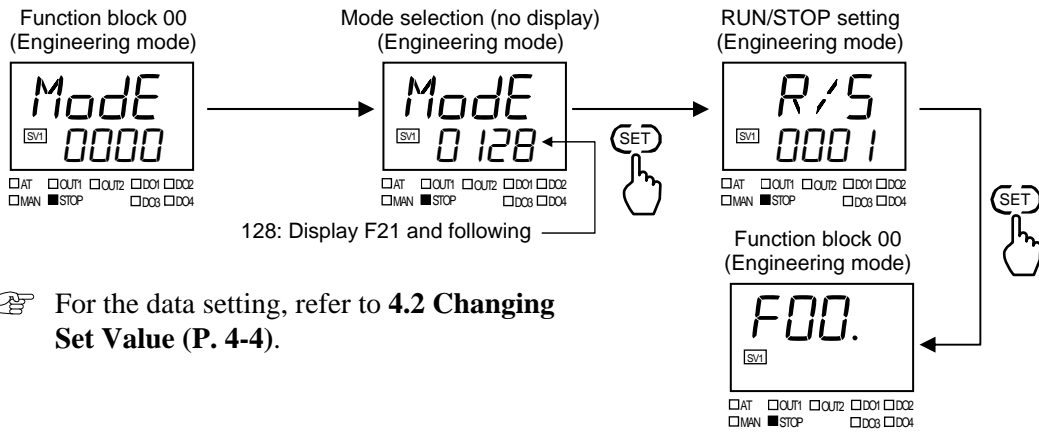 Function block 00
(Engineering mode)
ModE
SV1
0000
AT OUT1 OUT2 DO1 DO2
MAN STOP DO3 DO4
Mode selection (no display)
(Engineering mode)
ModE
SV1
0128
AT OUT1 OUT2 DO1 DO2
MAN STOP DO3 DO4
128: Display F21 and following
SET
RUN/STOP setting
(Engineering mode)
R/S
SV1
0001
AT OUT1 OUT2 DO1 DO2
MAN STOP DO3 DO4
SET
Function block 00
(Engineering mode)
F00.
SV1
AT OUT1 OUT2 DO1 DO2
MAN STOP DO3 DO4
For the data setting, refer to 4.2 Changing
Set Value (P. 4-4).